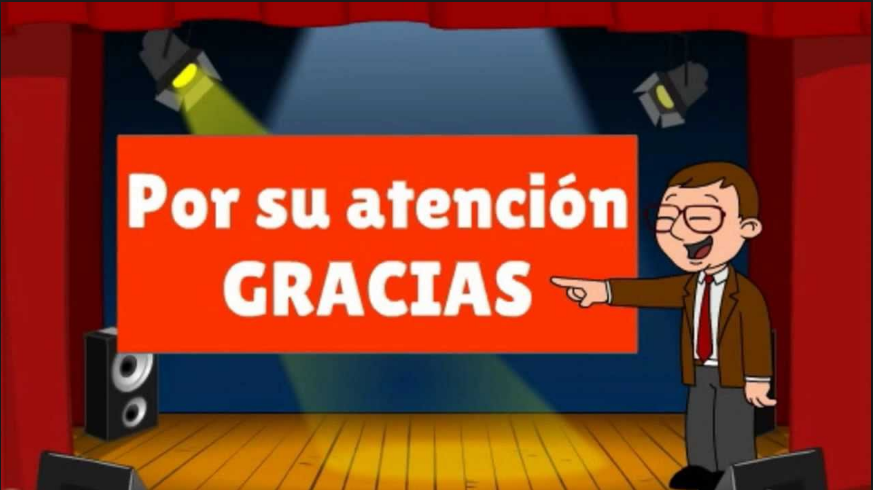 Por su atención
GRACIAS